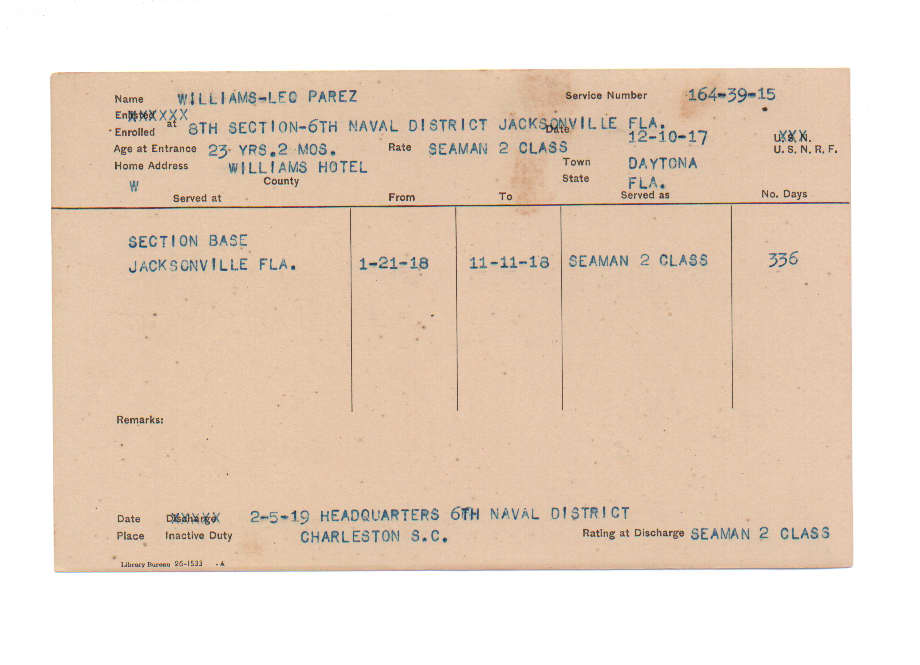 Name WILLIAMS-LEO PAREZ Service Number 164-39-15
Enlisted XXXXX
Enrolled at 8TH SECTION-6TH NAVAL DISTRICT JACKSONVILLE FLA. Date 12-10-17 U.S.N. XXX
Age at Entrance 23 YRS.2 MOS. Rate SEAMAN 2 CLASS U. S. N. R. F.
Home Address WILLIAMS HOTEL Town DAYTONA
W County State FLA.
Served at From To Served as No. Days
SECTION BASE
JACKSONVILLE FLA. 1-21-18 11-11-18 SEAMAN 2 CLASS 336
Remarks:
Date Discharge XXXXX 2-5-19 HEADQUARTERS 6TH NAVAL DISTRICT
Place Inactive Duty CHARLESTON S.C. Rating at Discharge SEAMAN 2 CLASS
Library Bureau 26-1533 -A